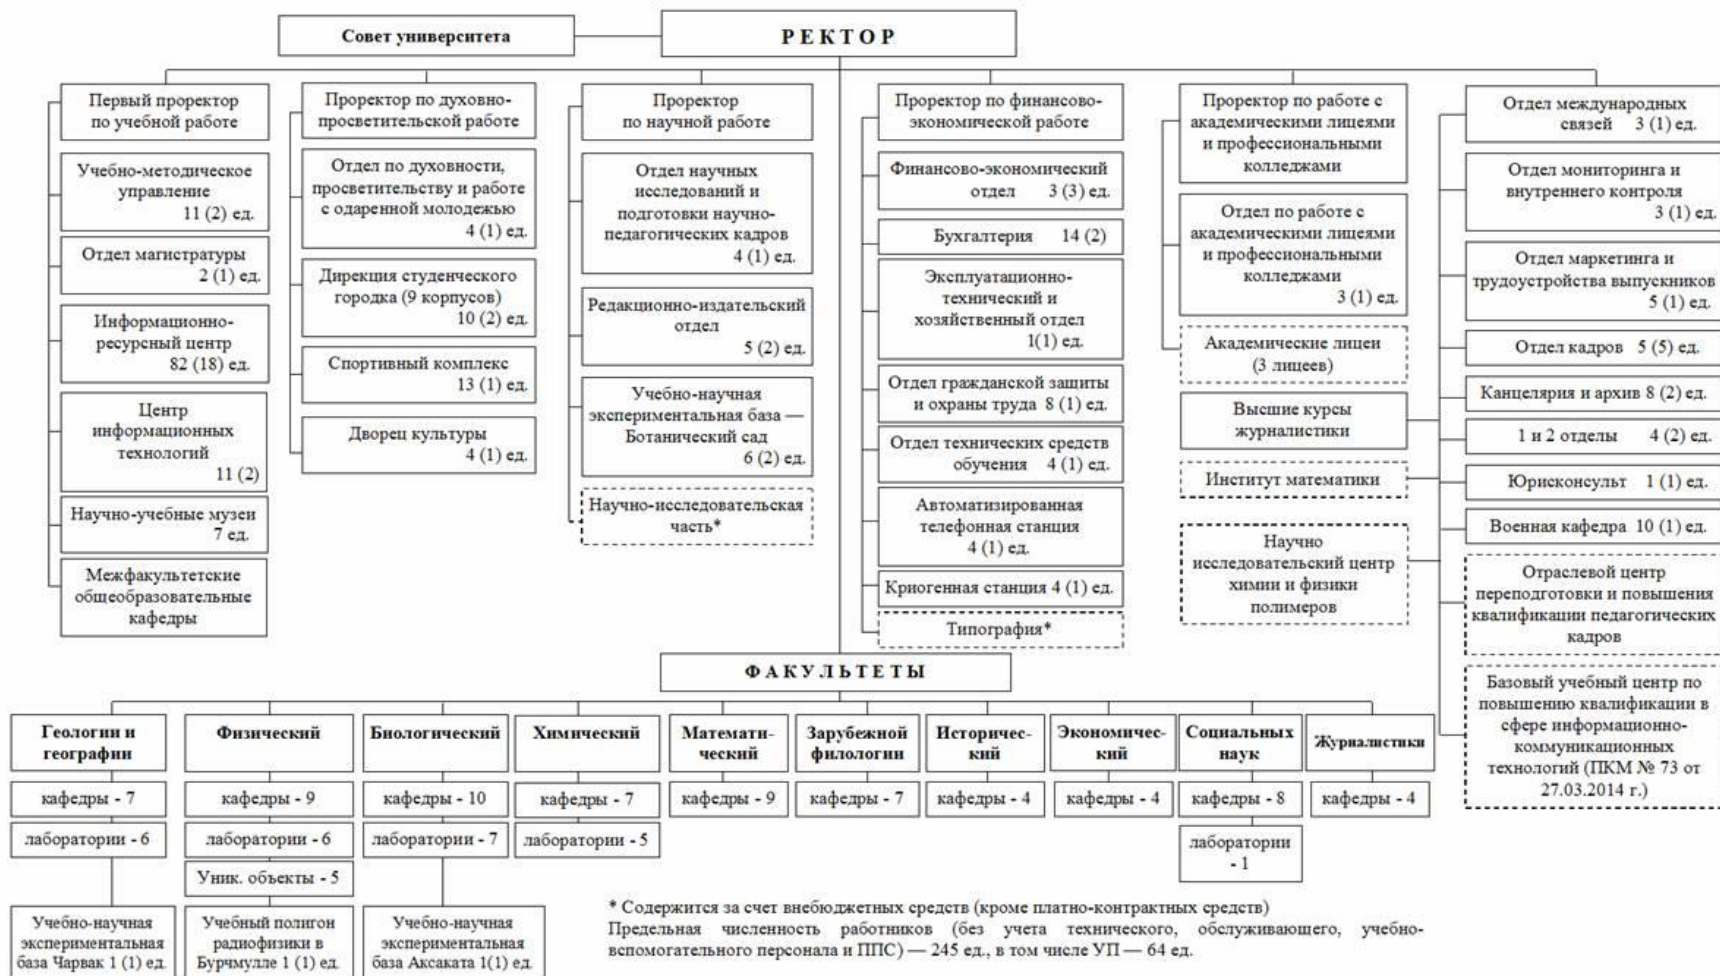 Совет университета
РЕКТОР
Первый проректор
по учебной работе
Учебно-методическое
управление
11 (2) ед.
Отдел магистратуры
2 (1) ед.
Информационно-
ресурсный центр
82 (18) ед.
Центр
информационных
технологий
11 (2)
Научно-учебные музеи
7 ед.
Межфакультетские
общеобразовательные
кафедры
Проректор по духовно-
просветительской работе
Отдел по духовности,
просветительству и работе
с одаренной молодежью
4 (1) ед.
Дирекция студенческого
городка (9 корпусов)
10 (2) ед.
Спортивный комплекс
13 (1) ед.
Дворец культуры
4 (1) ед.
Проректор
по научной работе
Отдел научных
исследований и
подготовки научно-
педагогических кадров
4 (1) ед.
Редакционно-издательский
отдел
5 (2) ед.
Учебно-научная
экспериментальная база —
Ботанический сад
6 (2) ед.
Научно-исследовательская
часть*
Проректор по финансово-
экономической работе
Финансово-экономический
отдел 3 (3) ед.
Бухгалтерия 14 (2)
Эксплуатационно-
технический и
хозяйственный отдел
1(1) ед.
Отдел гражданской зашиты
и охраны труда 8 (1) ед.
Отдел технических средств
обучения 4 (1) ед.
Автоматизированная
телефонная станция
4 (1) ед.
Криогенная станция 4 (1) ед.
Типография*
Проректор по работе с
академическими лицеями
и профессиональными
колледжами
Отдел по работе с
академическими лицеями
и профессиональными
колледжами
3 (1) ед.
Академические лицеи
(3 лицеев)
Высшие курсы
журналистики
Институт математики
Научно
исследовательский центр
химии и физики
полимеров
Отдел международных
связей 3 (1) ед.
Отдел мониторинга и
внутреннего контроля
3 (1) ед.
Отдел маркетинга и
трудоустройства выпускников
5 (1) ед.
Отдел кадров 5 (5) ед.
Канцелярия и архив 8 (2) ед.
1 и 2 отделы 4 (2) ед.
Юрисконсульт 1 (1) ед.
Военная кафедра 10 (1) ед.
Отраслевой центр
переподготовки и повышения
квалификации педагогических
кадров
Базовый учебный центр по
повышению квалификации в
сфере информационно-
коммуникационных
технологий (ПКМ № 73 от
27.03.2014 г.)
ФАКУЛЬТЕТЫ
Геологии и
географии
кафедры - 7
лаборатории - 6
Учебно-научная
экспериментальная
база Чарвак 1 (1) ед.
Физический
кафедры - 9
лаборатории - 6
Уник. объекты - 5
Учебный полигон
радиофизики в
Бурчмулле 1 (1) ед.
Биологический
кафедры - 10
лаборатории - 7
Учебно-научная
экспериментальная
база Аксаката 1(1) ед.
Химический
кафедры - 7
лаборатории - 5
Математи-
ческий
кафедры - 9
Зарубежной
филологии
кафедры - 7
Историчес-
кий
кафедры - 4
Экономичес-
кий
кафедры - 4
Социальных
наук
кафедры - 8
лаборатории
- 1
Журналистики
кафедры - 4
* Содержится за счет внебюджетных средств (кроме платно-контрактных средств)
Предельная численность работников (без учета технического, обслуживающего, учебно-
вспомогательного персонала и ППС) — 245 ед., в том числе УП — 64 ед.